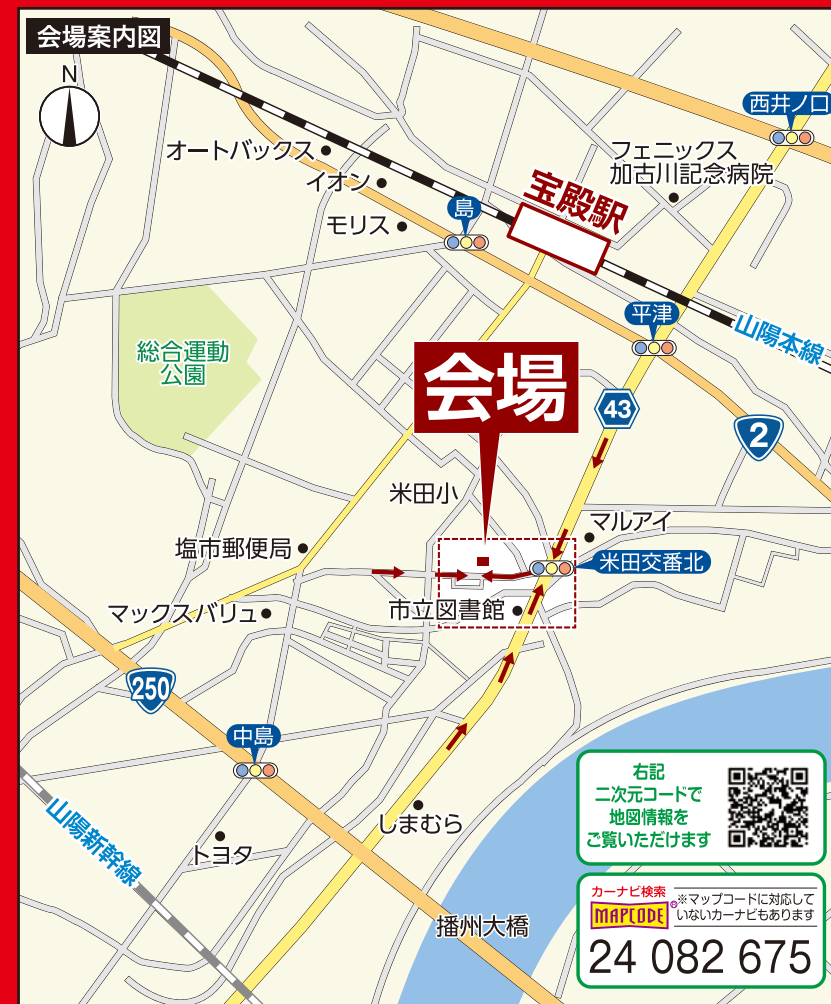 会場案内図
N
西井ノ口
オートバックス
フェニックス
加古川記念病院
イオン
宝殿駅
島
モリス
平津
山陽本線
総合運動
公園
会場
43
2
米田小
マルアイ
塩市郵便局
米田交番北
マックスバリュ
市立図書館
250
中島
右記
二次元コードで
地図情報を
ご覧いただけます
山陽新幹線
しまむら
トヨタ
カーナビ検索
MAPCODE®
※マップコードに対応して
いないカーナビもあります
播州大橋
24 082 675